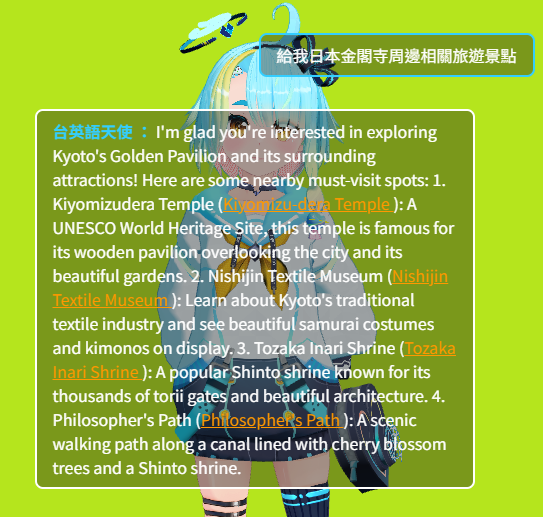 給我日本金閣寺周邊相關旅遊景點
台英語天使 : I'm glad you're interested in exploring
Kyoto's Golden Pavilion and its surrounding
attractions! Here are some nearby must-visit spots: 1.
Kiyomizudera Temple (Kiyomizu-dera Temple ): A
UNESCO World Heritage Site, this temple is famous for
its wooden pavilion overlooking the city and its
beautiful gardens. 2. Nishijin Textile Museum (Nishijin
Textile Museum ): Learn about Kyoto's traditional
textile industry and see beautiful samurai costumes
and kimonos on display. 3. Tozaka Inari Shrine (Tozaka
Inari Shrine ): A popular Shinto shrine known for its
thousands of torii gates and beautiful architecture. 4.
Philosopher's Path (Philosopher's Path ): A scenic
walking path along a canal lined with cherry blossom
trees and a Shinto shrine.